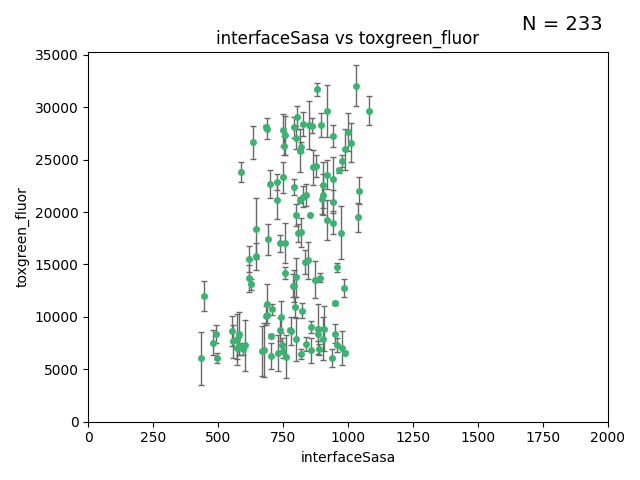 N = 233
interfaceSasa vs toxgreen_fluor
35000
30000
25000
20000
15000
10000
5000
0
toxgreen_fluor
0 250 500 750 1000 1250 1500 1750 2000
interfaceSasa